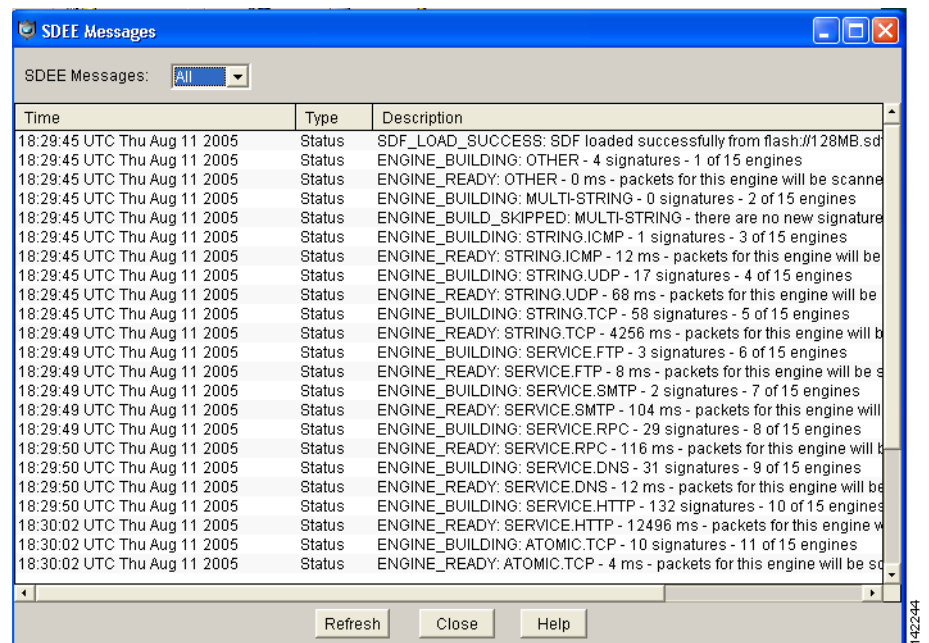 SDEE Messages
SDEE Messages: All
Time Type Description
18:29:45 UTC Thu Aug 11 2005 Status SDF_LOAD_SUCCESS: SDF loaded successfully from flash://128MB.sdf
18:29:45 UTC Thu Aug 11 2005 Status ENGINE_BUILDING: OTHER - 4 signatures - 1 of 15 engines
18:29:45 UTC Thu Aug 11 2005 Status ENGINE_READY: OTHER - 0 ms - packets for this engine will be scanne
18:29:45 UTC Thu Aug 11 2005 Status ENGINE_BUILDING: MULTI-STRING - 0 signatures - 2 of 15 engines
18:29:45 UTC Thu Aug 11 2005 Status ENGINE_BUILD_SKIPPED: MULTI-STRING - there are no new signature
18:29:45 UTC Thu Aug 11 2005 Status ENGINE_BUILDING: STRING.ICMP - 1 signatures - 3 of 15 engines
18:29:45 UTC Thu Aug 11 2005 Status ENGINE_READY: STRING.ICMP - 12 ms - packets for this engine will be
18:29:45 UTC Thu Aug 11 2005 Status ENGINE_BUILDING: STRING.UDP - 17 signatures - 4 of 15 engines
18:29:45 UTC Thu Aug 11 2005 Status ENGINE_READY: STRING.UDP - 68 ms - packets for this engine will be
18:29:45 UTC Thu Aug 11 2005 Status ENGINE_BUILDING: STRING.TCP - 58 signatures - 5 of 15 engines
18:29:49 UTC Thu Aug 11 2005 Status ENGINE_READY: STRING.TCP - 4256 ms - packets for this engine will b
18:29:49 UTC Thu Aug 11 2005 Status ENGINE_BUILDING: SERVICE.FTP - 3 signatures - 6 of 15 engines
18:29:49 UTC Thu Aug 11 2005 Status ENGINE_READY: SERVICE.FTP - 8 ms - packets for this engine will be s
18:29:49 UTC Thu Aug 11 2005 Status ENGINE_BUILDING: SERVICE.SMTP - 2 signatures - 7 of 15 engines
18:29:49 UTC Thu Aug 11 2005 Status ENGINE_READY: SERVICE.SMTP - 104 ms - packets for this engine will
18:29:49 UTC Thu Aug 11 2005 Status ENGINE_BUILDING: SERVICE.RPC - 29 signatures - 8 of 15 engines
18:29:50 UTC Thu Aug 11 2005 Status ENGINE_READY: SERVICE.RPC - 116 ms - packets for this engine will b
18:29:50 UTC Thu Aug 11 2005 Status ENGINE_BUILDING: SERVICE.DNS - 31 signatures - 9 of 15 engines
18:29:50 UTC Thu Aug 11 2005 Status ENGINE_READY: SERVICE.DNS - 12 ms - packets for this engine will be
18:29:50 UTC Thu Aug 11 2005 Status ENGINE_BUILDING: SERVICE.HTTP - 132 signatures - 10 of 15 engines
18:30:02 UTC Thu Aug 11 2005 Status ENGINE_READY: SERVICE.HTTP - 12496 ms - packets for this engine w
18:30:02 UTC Thu Aug 11 2005 Status ENGINE_BUILDING: ATOMIC.TCP - 10 signatures - 11 of 15 engines
18:30:02 UTC Thu Aug 11 2005 Status ENGINE_READY: ATOMIC.TCP - 4 ms - packets for this engine will be sc
Refresh Close Help
142244